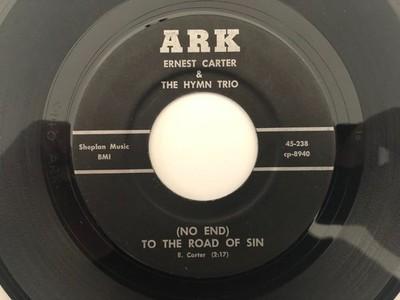 ARK
ERNEST CARTER
&
THE HYMN TRIO
Sheplan Music
BMI
45-238
cp-8940
(NO END)
TO THE ROAD OF SIN
E. Carter (2:17)